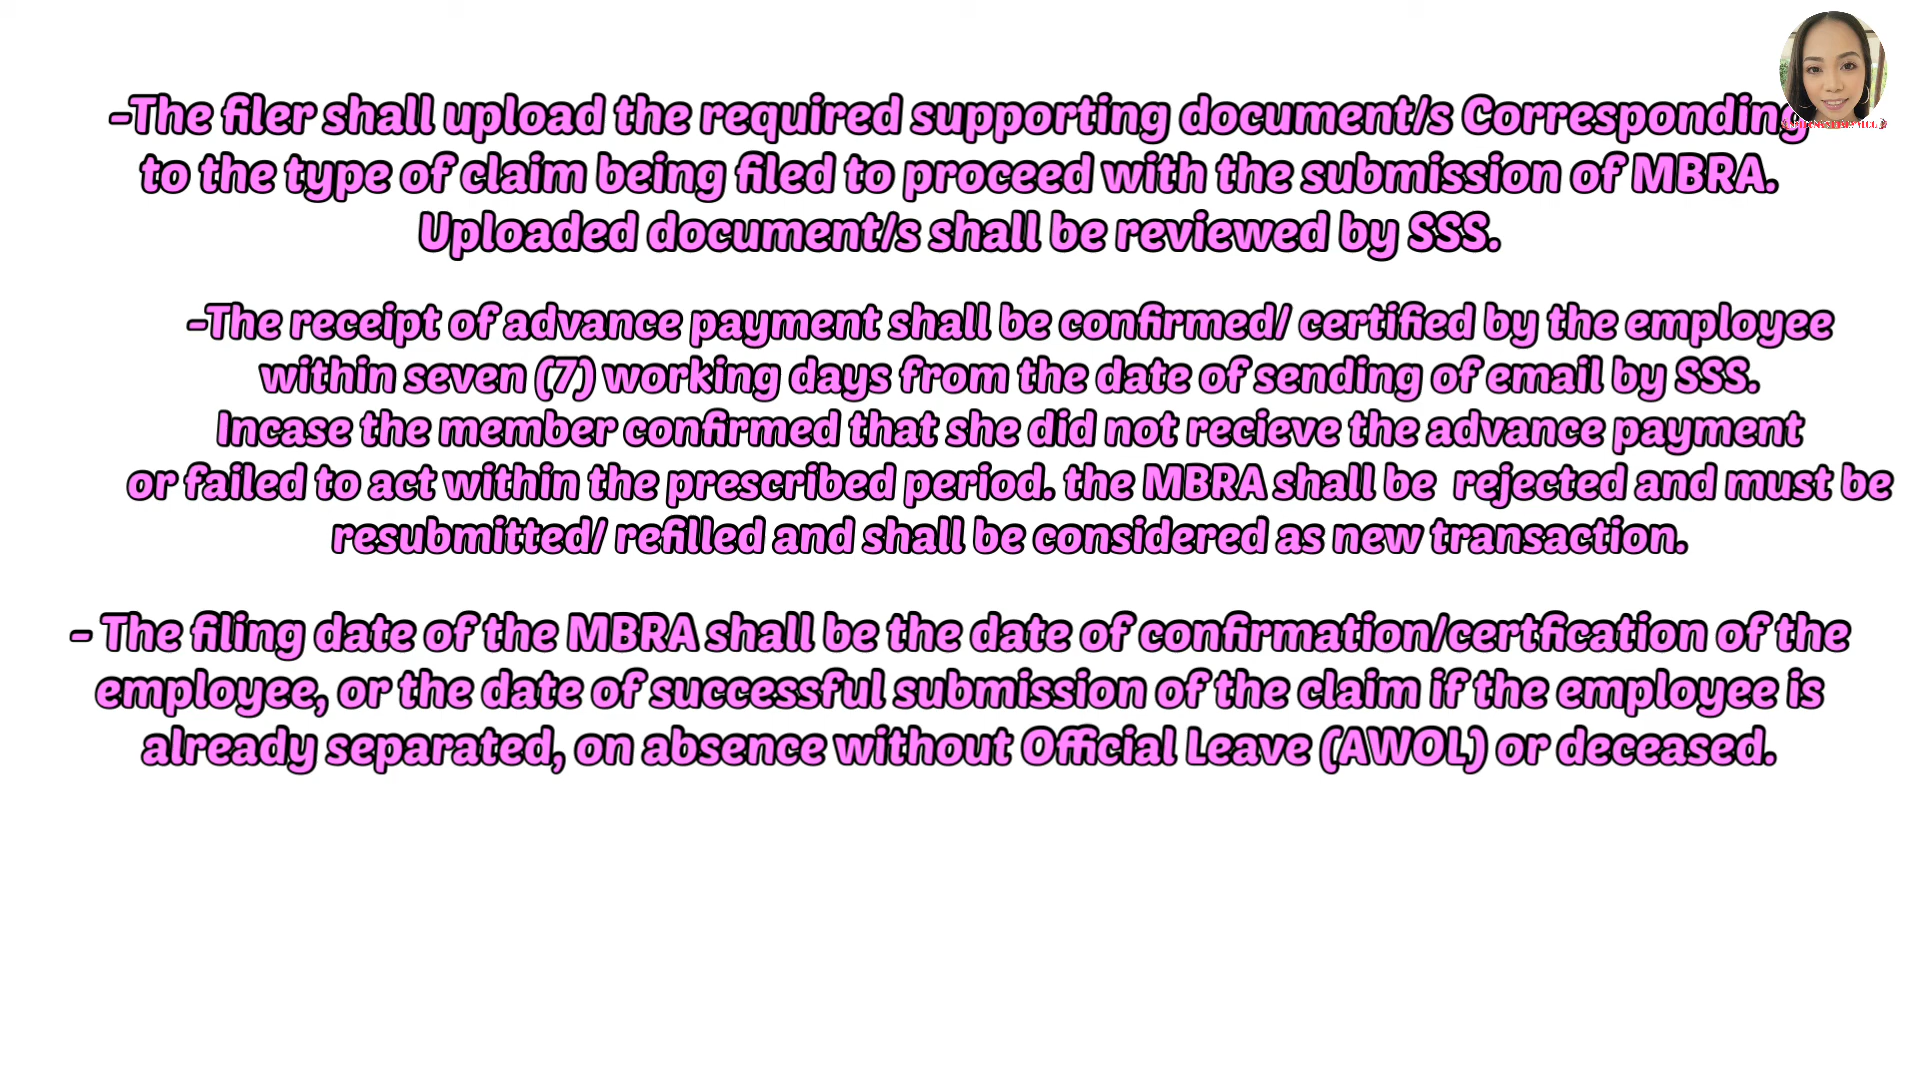 -The filer shall upload the required supporting document/s Corresponding
to the type of claim being filed to proceed with the submission of MBRA.
Uploaded document/s shall be reviewed by SSS.
-The receipt of advance payment shall be confirmed/ certified by the employee
within seven (7) working days from the date of sending of email by SSS.
Incase the member confirmed that she did not recieve the advance payment
or failed to act within the prescribed period. the MBRA shall be rejected and must be
resubmitted/ refilled and shall be considered as new transaction.
- The filing date of the MBRA shall be the date of confirmation/certfication of the
employee, or the date of successful submission of the claim if the employee is
already separated, on absence without Official Leave (AWOL) or deceased.